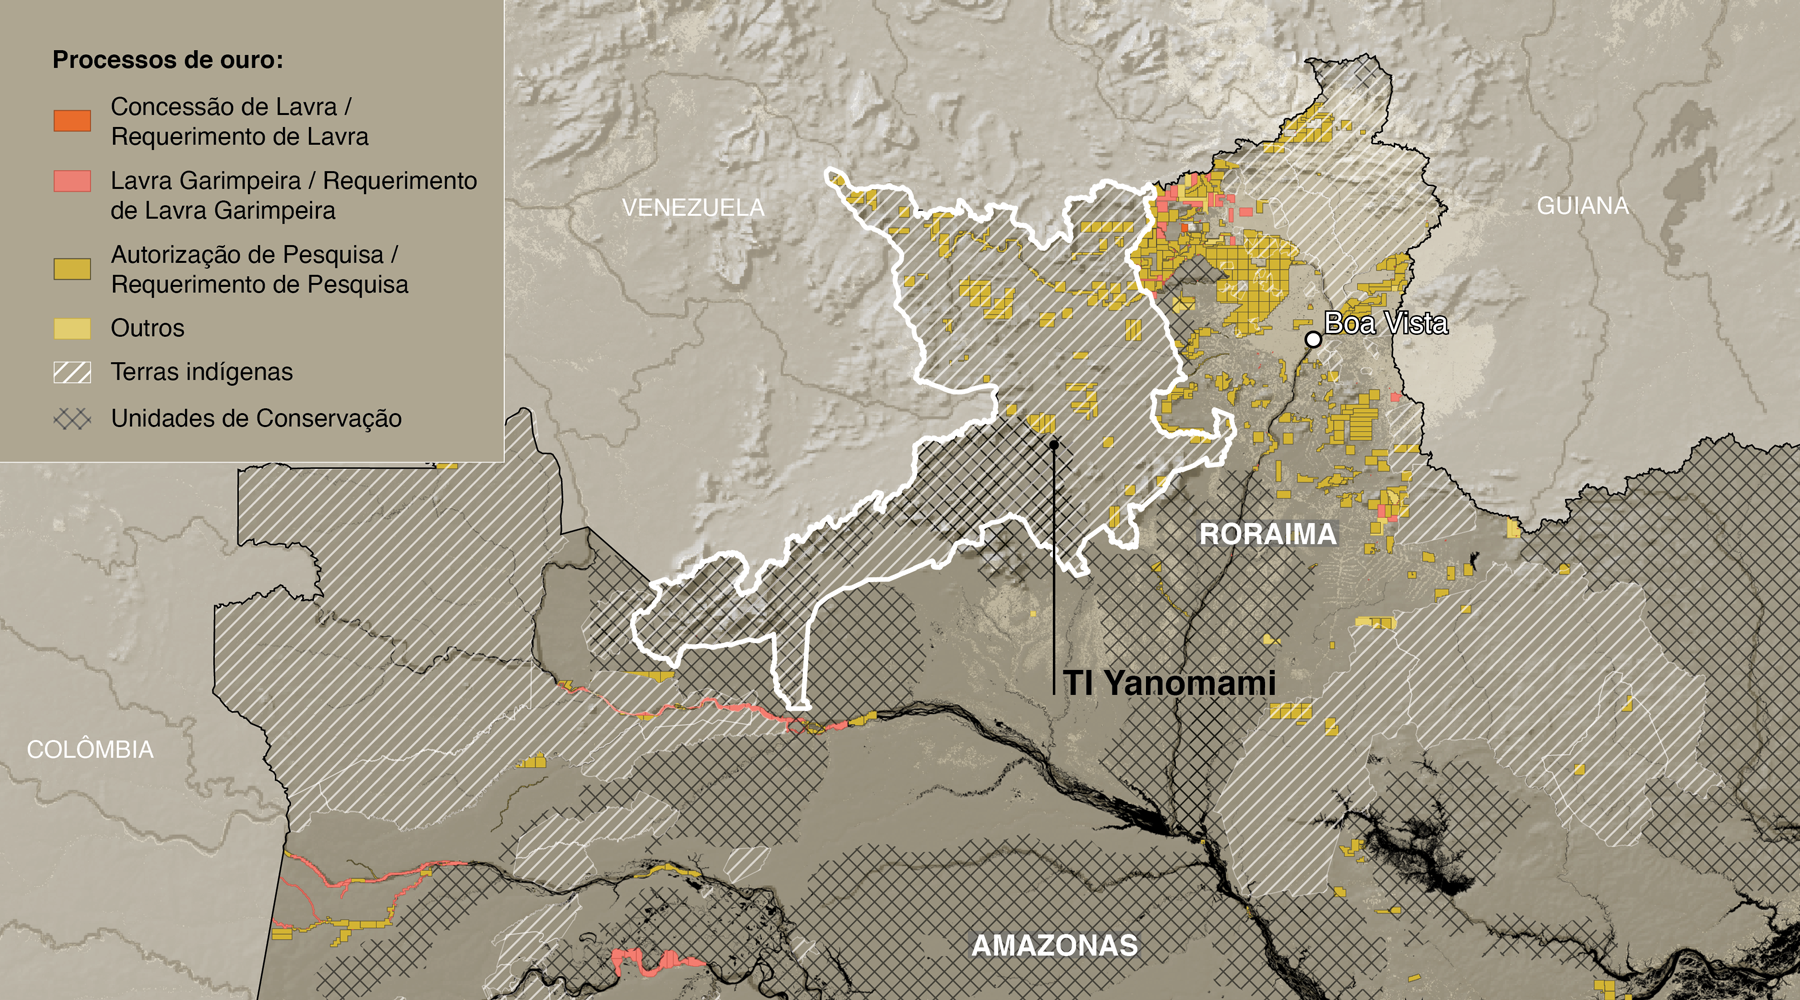 Processos de ouro:
Concessão de Lavra /
Requerimento de Lavra
Lavra Garimpeira / Requerimento
de Lavra Garimpeira
Autorização de Pesquisa /
Requerimento de Pesquisa
Outros
Terras indígenas
Unidades de Conservação
VENEZUELA
GUIANA
Boa Vista
RORAIMA
TI Yanomami
COLÔMBIA
AMAZONAS